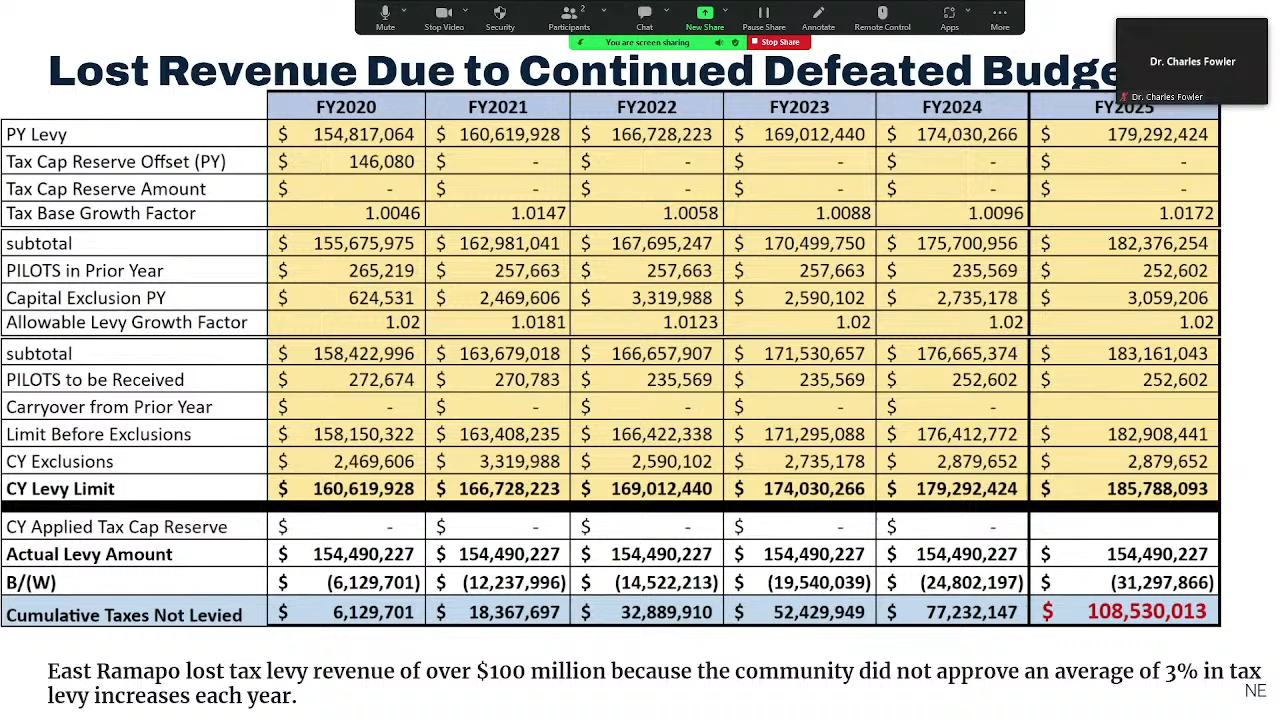 Mute Stop Video Security Participants 2 Chat New Share Pause Share Annotate Remote Control Apps More
You are screen sharing Stop Share
Dr. Charles Fowler
Dr. Charles Fowler
Lost Revenue Due to Continued Defeated Budge
FY2020 FY2021 FY2022 FY2023 FY2024 FY2025
PY Levy $ 154,817,064 $ 160,619,928 $ 166,728,223 $ 169,012,440 $ 174,030,266 $ 179,292,424
Tax Cap Reserve Offset (PY) $ 146,080 $ - $ - $ - $ - $ -
Tax Cap Reserve Amount $ - $ - $ - $ - $ - $ -
Tax Base Growth Factor 1.0046 1.0147 1.0058 1.0088 1.0096 1.0172
subtotal $ 155,675,975 $ 162,981,041 $ 167,695,247 $ 170,499,750 $ 175,700,956 $ 182,376,254
PILOTS in Prior Year $ 265,219 $ 257,663 $ 257,663 $ 257,663 $ 235,569 $ 252,602
Capital Exclusion PY $ 624,531 $ 2,469,606 $ 3,319,988 $ 2,590,102 $ 2,735,178 $ 3,059,206
Allowable Levy Growth Factor 1.02 1.0181 1.0123 1.02 1.02 1.02
subtotal $ 158,422,996 $ 163,679,018 $ 166,657,907 $ 171,530,657 $ 176,665,374 $ 183,161,043
PILOTS to be Received $ 272,674 $ 270,783 $ 235,569 $ 235,569 $ 252,602 $ 252,602
Carryover from Prior Year $ - $ - $ - $ - $ -
Limit Before Exclusions $ 158,150,322 $ 163,408,235 $ 166,422,338 $ 171,295,088 $ 176,412,772 $ 182,908,441
CY Exclusions $ 2,469,606 $ 3,319,988 $ 2,590,102 $ 2,735,178 $ 2,879,652 $ 2,879,652
CY Levy Limit $ 160,619,928 $ 166,728,223 $ 169,012,440 $ 174,030,266 $ 179,292,424 $ 185,788,093
CY Applied Tax Cap Reserve $ - $ - $ - $ - $ -
Actual Levy Amount $ 154,490,227 $ 154,490,227 $ 154,490,227 $ 154,490,227 $ 154,490,227 $ 154,490,227
B/(W) $ (6,129,701) $ (12,237,996) $ (14,522,213) $ (19,540,039) $ (24,802,197) $ (31,297,866)
Cumulative Taxes Not Levied $ 6,129,701 $ 18,367,697 $ 32,889,910 $ 52,429,949 $ 77,232,147 $ 108,530,013
East Ramapo lost tax levy revenue of over $100 million because the community did not approve an average of 3% in tax
levy increases each year.
NE